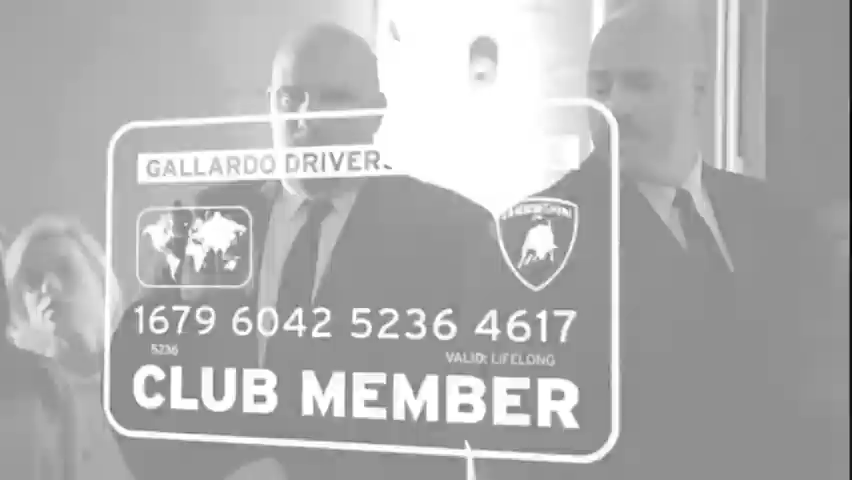 GALLARDO DRIVERS
1679 6042 5236 4617
5236
VALID: LIFELONG
CLUB MEMBER